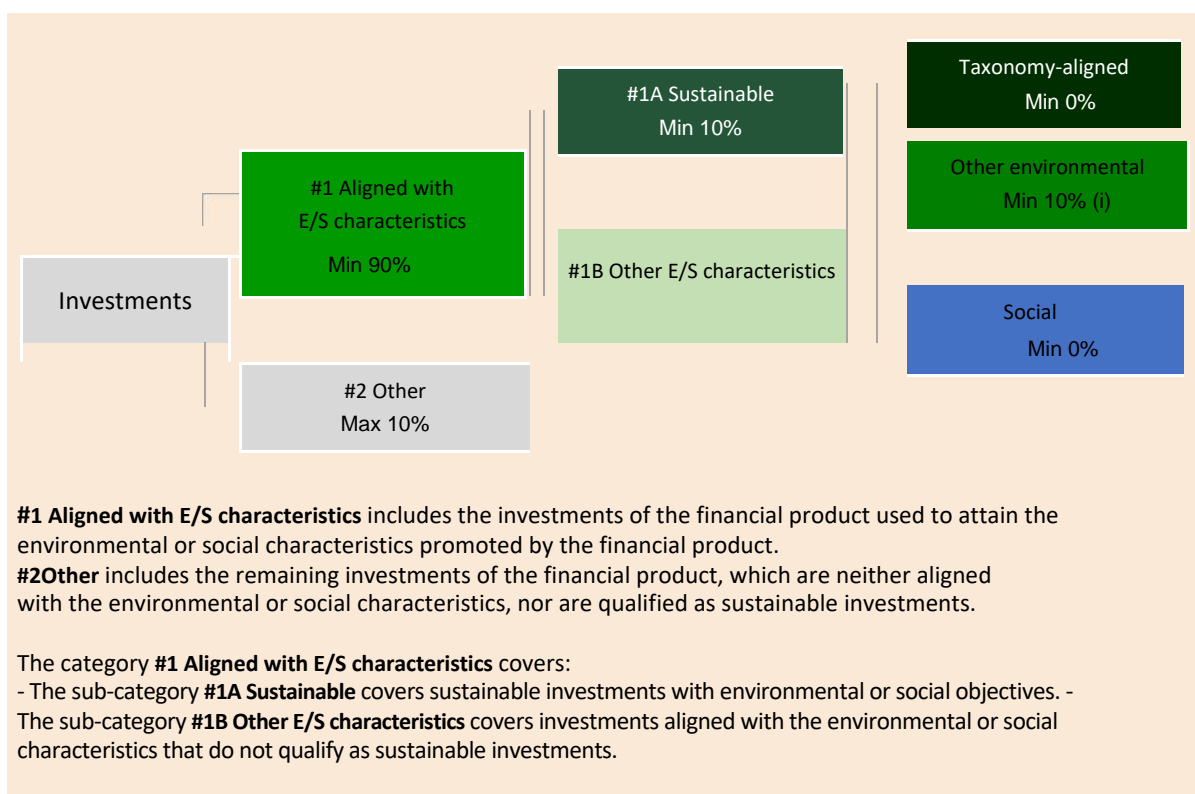 Investments
#1 Aligned with
E/S characteristics
Min 90%
#2 Other
Max 10%
#1A Sustainable
Min 10%
#1B Other E/S characteristics
Taxonomy-aligned
Min 0%
Other environmental
Min 10% (i)
Social
Min 0%
#1 Aligned with E/S characteristics includes the investments of the financial product used to attain the
environmental or social characteristics promoted by the financial product.
#2Other includes the remaining investments of the financial product, which are neither aligned
with the environmental or social characteristics, nor are qualified as sustainable investments.
The category #1 Aligned with E/S characteristics covers:
- The sub-category #1A Sustainable covers sustainable investments with environmental or social objectives. -
The sub-category #1B Other E/S characteristics covers investments aligned with the environmental or social
characteristics that do not qualify as sustainable investments.